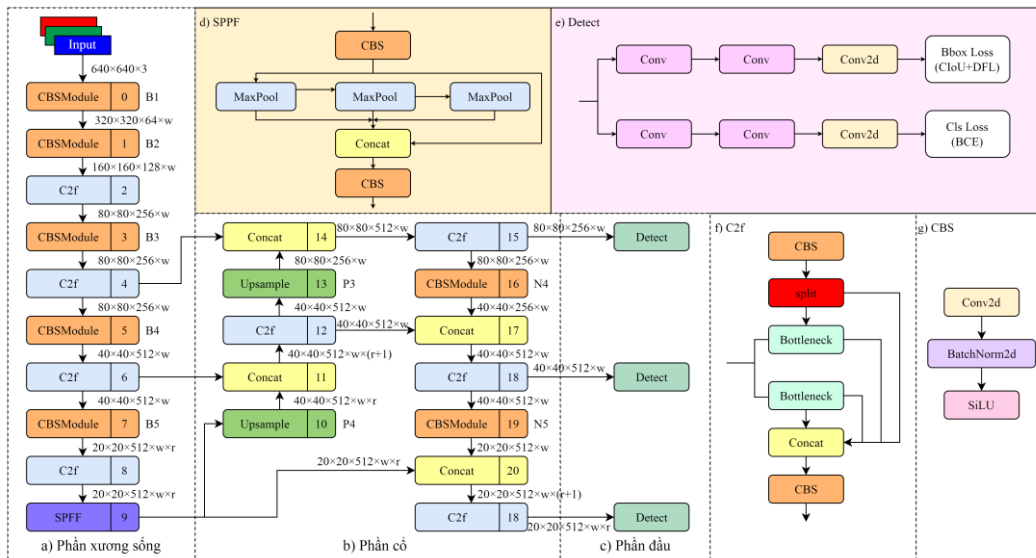 Input
640×640×3
CBSModule 0 B1
320×320×64×w
CBSModule 1 B2
160×160×128×w
C2f 2
80×80×256×w
CBSModule 3 B3
80×80×256×w
C2f 4
80×80×256×w
CBSModule 5 B4
40×40×512×w
C2f 6
40×40×512×w
CBSModule 7 B5
20×20×512×w×r
C2f 8
20×20×512×w×r
SPFF 9
a) Phần xương sống
d) SPPF
CBS
MaxPool MaxPool MaxPool
Concat
CBS
e) Detect
Conv Conv Conv2d Bbox Loss
(CIoU+DFL)
Conv Conv Conv2d Cls Loss
(BCE)
Concat 14
80×80×512×w
80×80×256×w
Upsample 13 P3
40×40×512×w
C2f 12
40×40×512×w
40×40×512×w×(r+1)
Concat 11
40×40×512×w×r
Upsample 10 P4
20×20×512×w×r
C2f 15
80×80×256×w
80×80×256×w
CBSModule 16 N4
40×40×256×w
Concat 17
40×40×512×w
C2f 18
40×40×512×w
40×40×512×w
CBSModule 19 N5
20×20×512×w
Concat 20
20×20×512×w×(r+1)
C2f 18
20×20×512×w×r
b) Phần cổ
Detect
Detect
Detect
c) Phần đầu
f) C2f
CBS
split
Bottleneck
Bottleneck
Concat
CBS
g) CBS
Conv2d
BatchNorm2d
SiLU